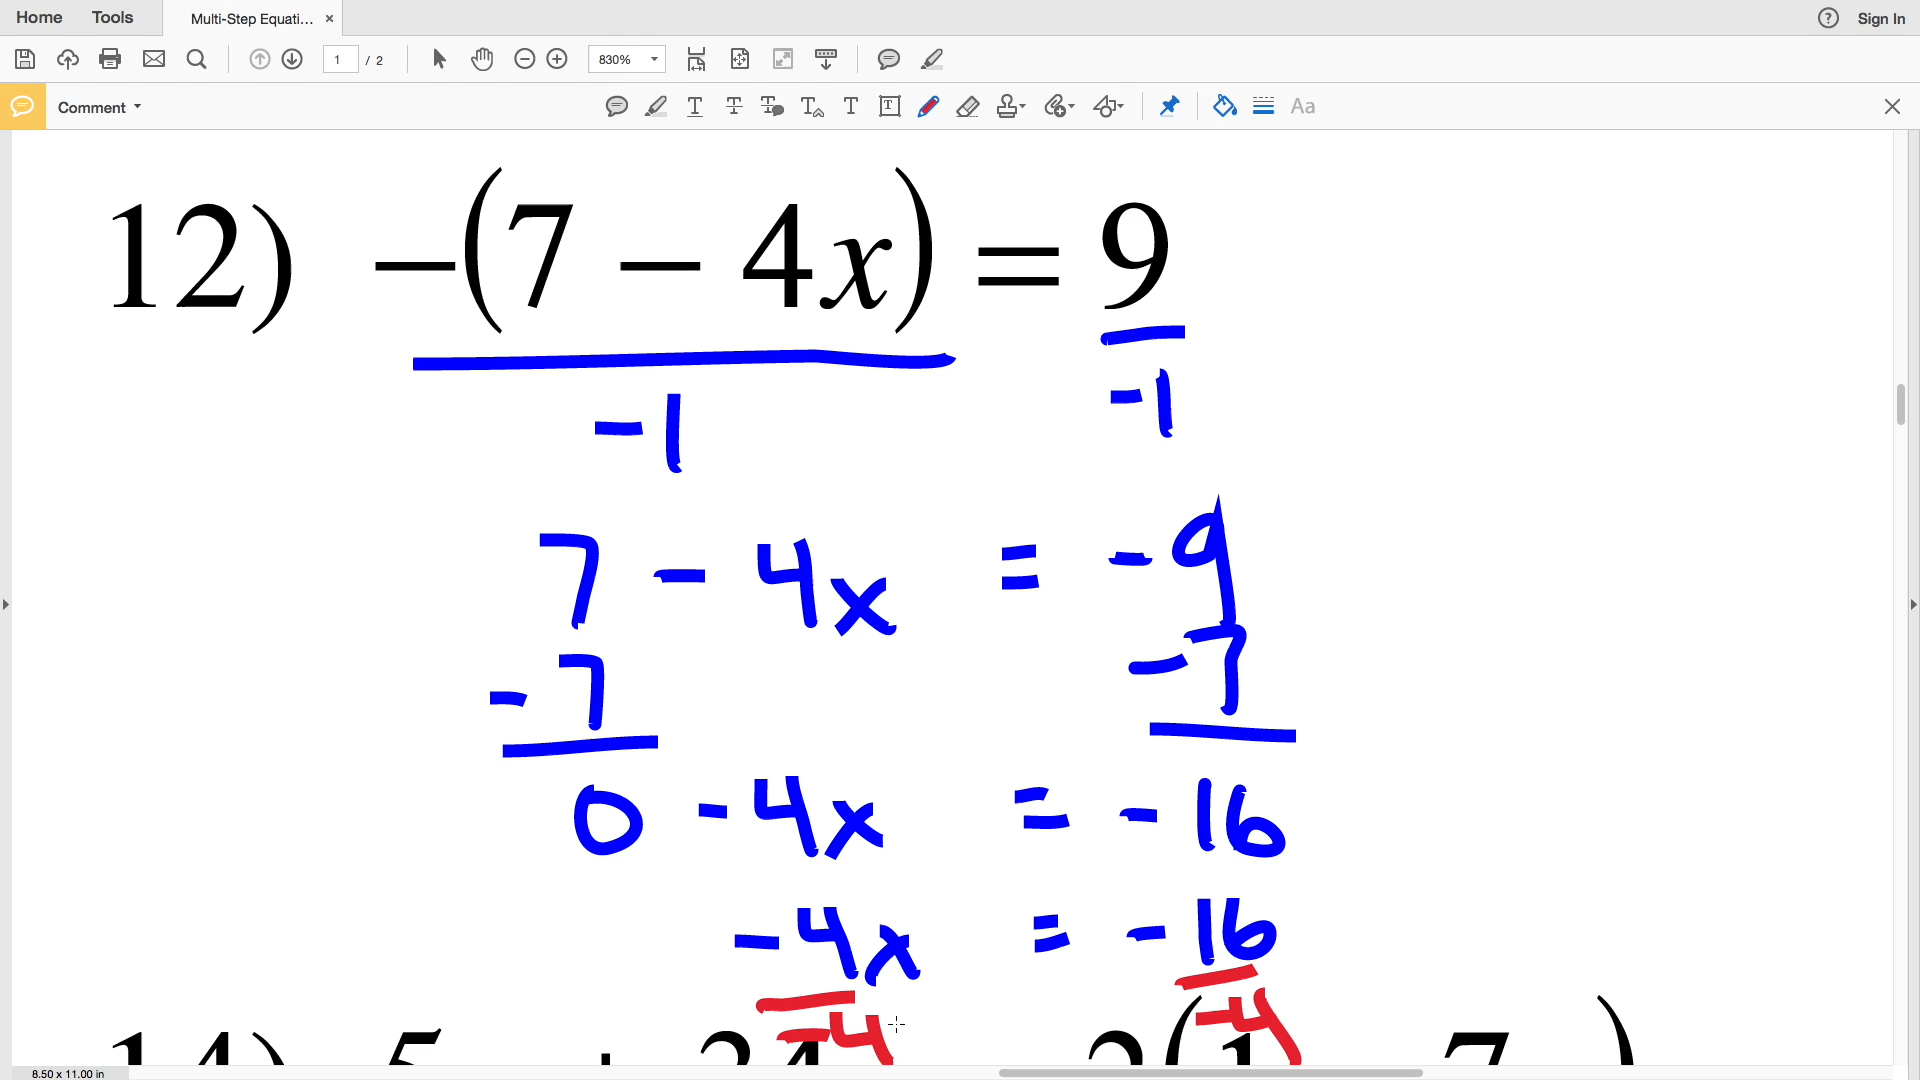 Home Tools Multi-Step Equati... × ? Sign In
1 / 2 830%
Comment Aa
12) −(7 − 4x) = 9
-1 -1
7 - 4x = -9
-7 -7
0 - 4x = -16
-4x = -16
-4 -4
8.50 x 11.00 in